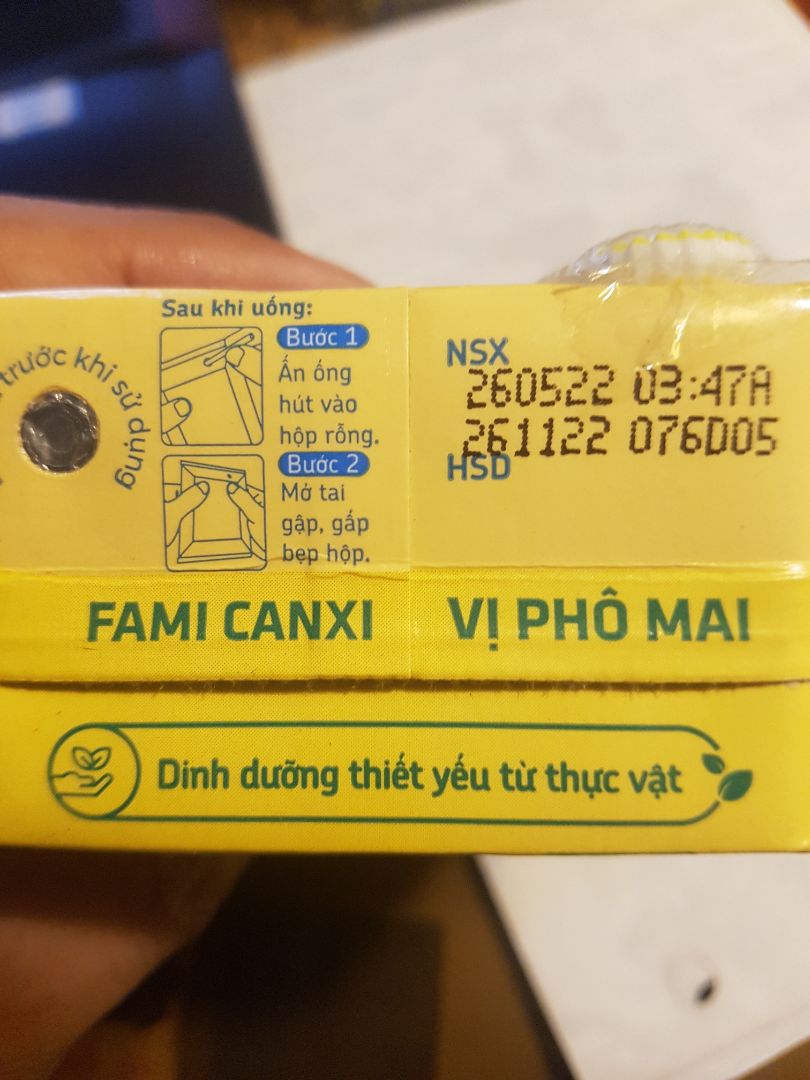 trước khi sử dụng
Sau khi uống:
Bước 1
Ấn ống
hút vào
hộp rỗng.
Bước 2
Mở tai
gập, gấp
bẹp hộp.
NSX
260522 03:47A
261122 076D05
HSD
FAMI CANXI
VỊ PHÔ MAI
Dinh dưỡng thiết yếu từ thực vật